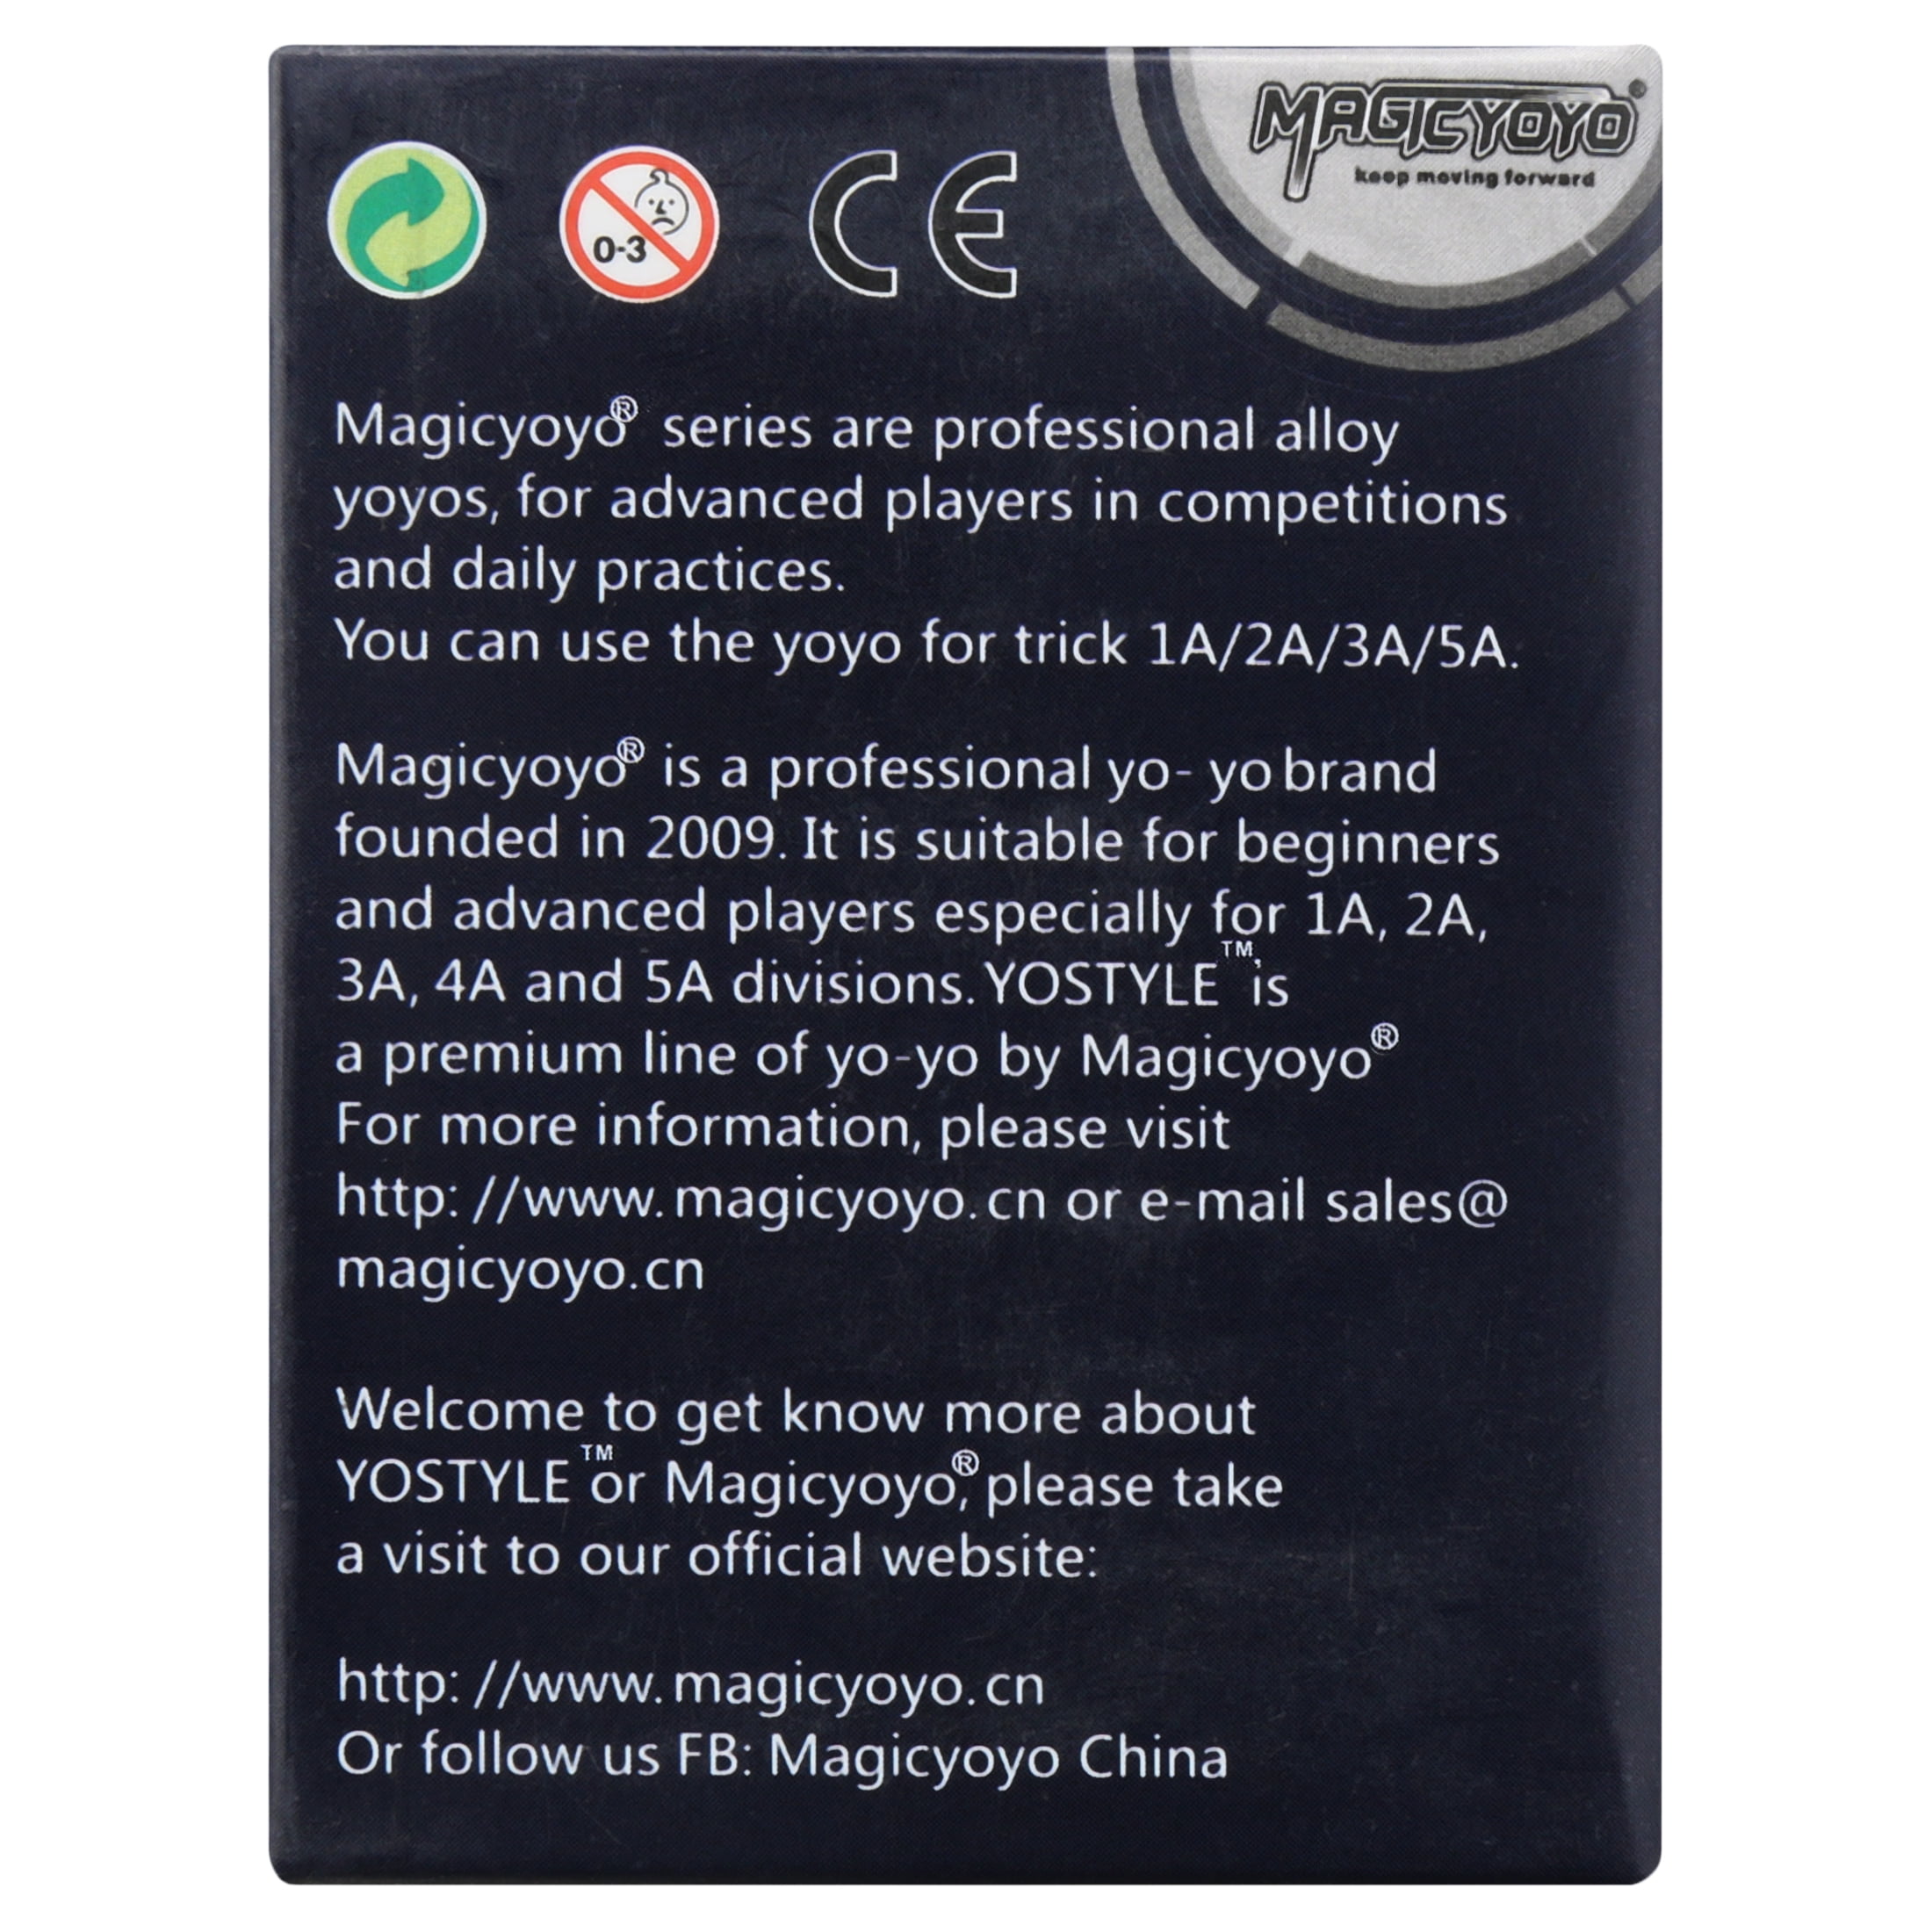 MAGICYOYO®
keep moving forward
0-3
CE
Magicyoyo® series are professional alloy
yoyos, for advanced players in competitions
and daily practices.
You can use the yoyo for trick 1A/2A/3A/5A.
Magicyoyo® is a professional yo- yo brand
founded in 2009. It is suitable for beginners
and advanced players especially for 1A, 2A,
3A, 4A and 5A divisions. YOSTYLE™, is
a premium line of yo-yo by Magicyoyo®
For more information, please visit
http: //www. magicyoyo. cn or e-mail sales@
magicyoyo. cn
Welcome to get know more about
YOSTYLE™ or Magicyoyo®, please take
a visit to our official website:
http: //www. magicyoyo. cn
Or follow us FB: Magicyoyo China